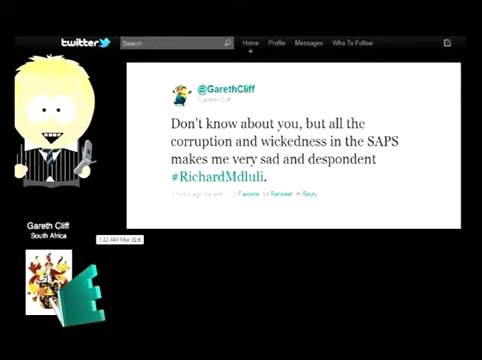 twitter
Search
Home Profile Messages Who To Follow
@GarethCliff
Gareth Cliff
Don't know about you, but all the
corruption and wickedness in the SAPS
makes me very sad and despondent
#RichardMdluli.
Favorite Retweet Reply
Gareth Cliff
South Africa
7:32 AM Mar 31st